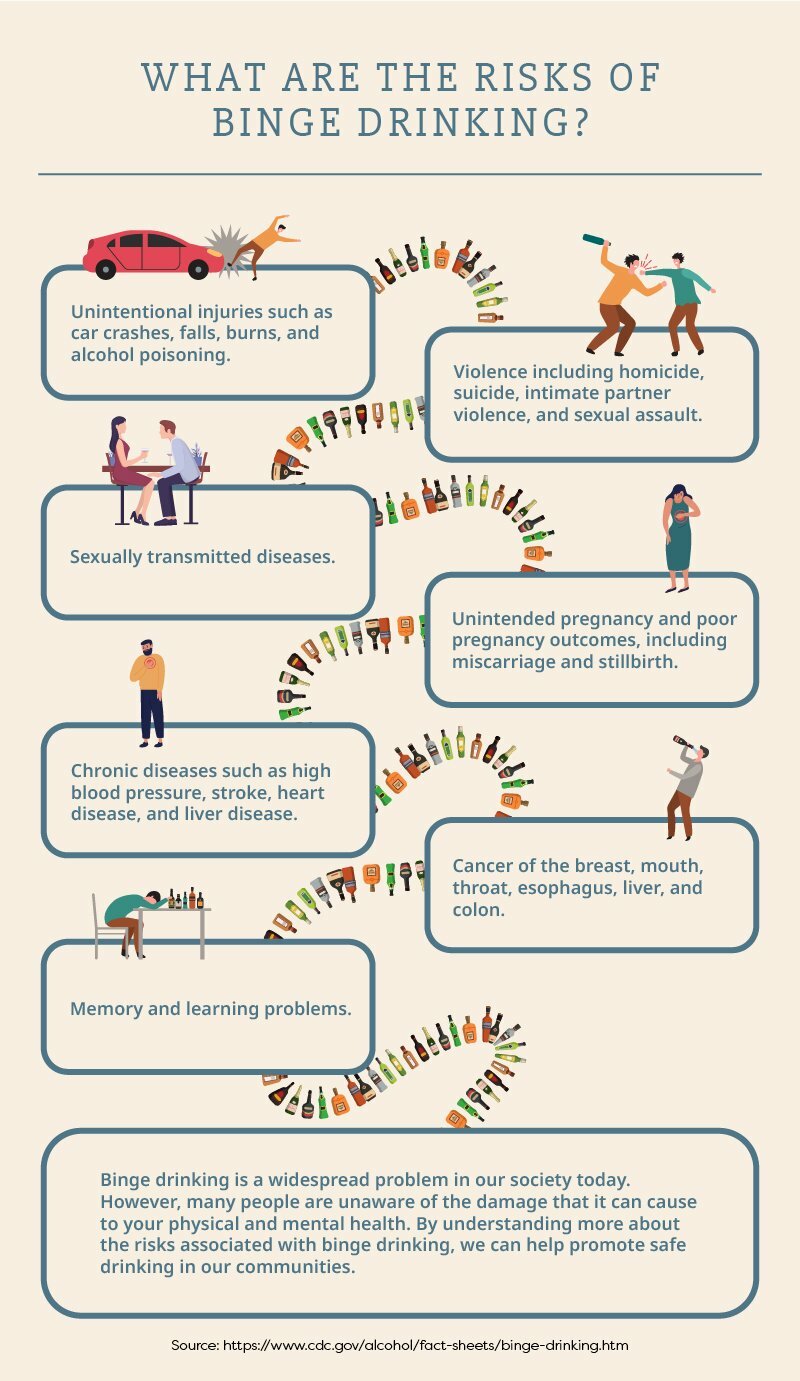 WHAT ARE THE RISKS OF
BINGE DRINKING?
Unintentional injuries such as
car crashes, falls, burns, and
alcohol poisoning.
Violence including homicide,
suicide, intimate partner
violence, and sexual assault.
Sexually transmitted diseases.
Unintended pregnancy and poor
pregnancy outcomes, including
miscarriage and stillbirth.
Chronic diseases such as high
blood pressure, stroke, heart
disease, and liver disease.
Cancer of the breast, mouth,
throat, esophagus, liver, and
colon.
Memory and learning problems.
Binge drinking is a widespread problem in our society today.
However, many people are unaware of the damage that it can cause
to your physical and mental health. By understanding more about
the risks associated with binge drinking, we can help promote safe
drinking in our communities.
Source: https://www.cdc.gov/alcohol/fact-sheets/binge-drinking.htm